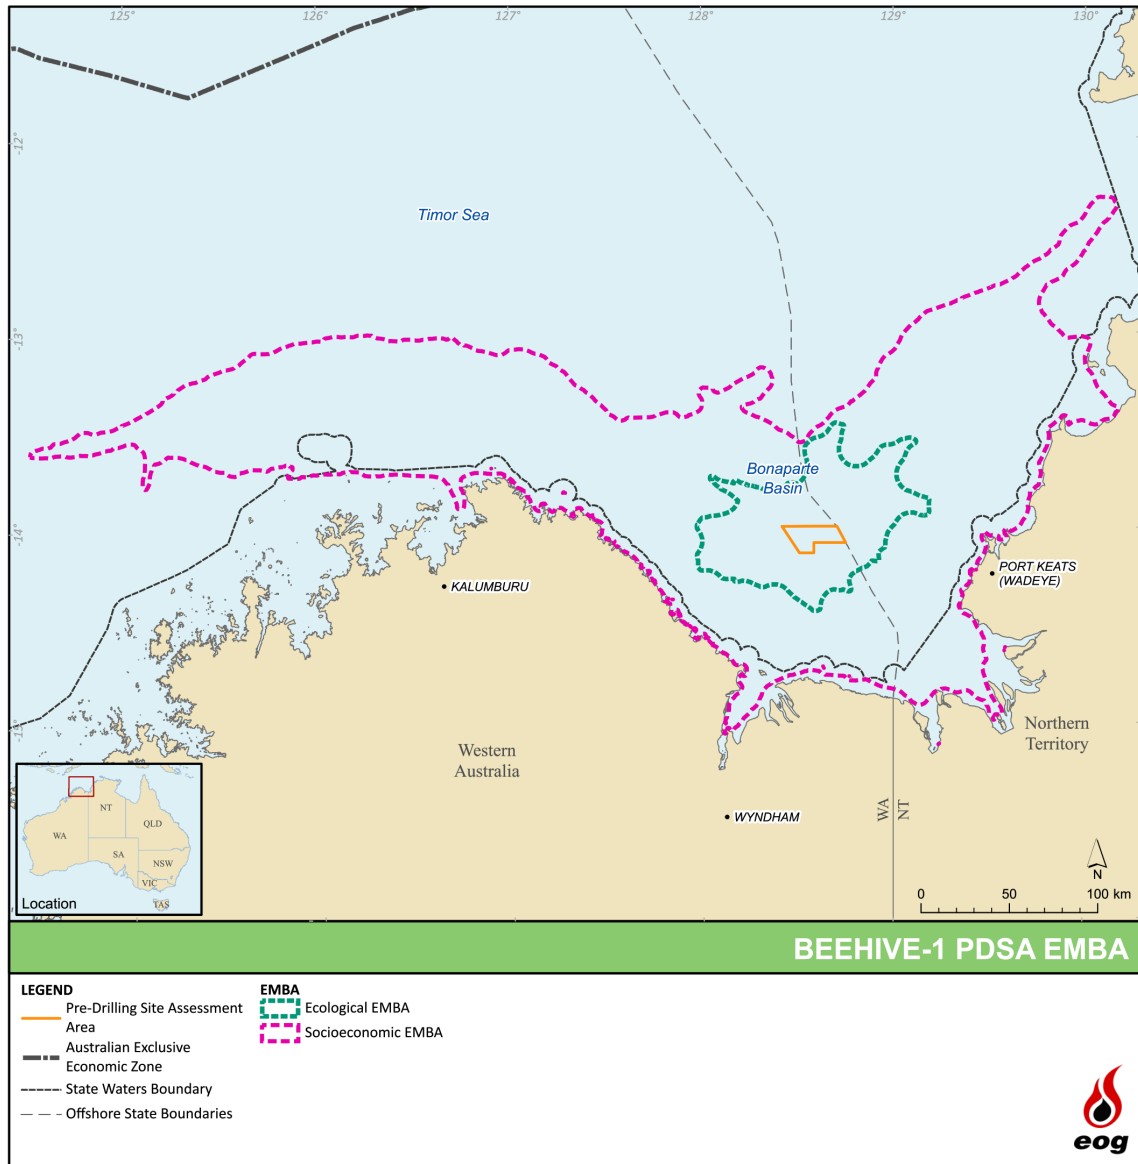 125°
126°
127°
128°
129°
130°
-12°
-13°
-14°
Timor Sea
Bonaparte
Basin
KALUMBURU
PORT KEATS
(WADEYE)
Western
Australia
Northern
Territory
WYNDHAM
WA
NT
N
0 50 100 km
WA
NT
QLD
SA
NSW
VIC
TAS
Location
BEEHIVE-1 PDSA EMBA
LEGEND
Pre-Drilling Site Assessment
Area
Australian Exclusive
Economic Zone
State Waters Boundary
Offshore State Boundaries
EMBA
Ecological EMBA
Socioeconomic EMBA
eog